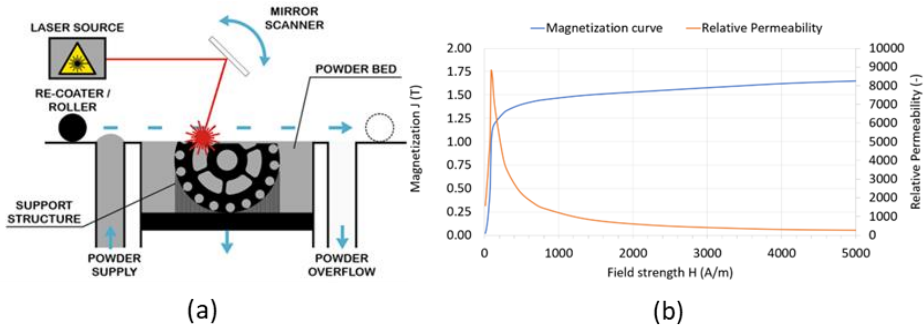 LASER SOURCE
MIRROR
SCANNER
POWDER BED
RE-COATER /
ROLLER
SUPPORT
STRUCTURE
POWDER
SUPPLY
POWDER
OVERFLOW
(a)
b)
Magnetization curve
Relative Permeability
Magnetization J (T)
2.00
1.75
1.50
1.25
1.00
0.75
0.50
0.25
0.00
10000
9000
8000
7000
6000
5000
4000
3000
2000
1000
0
Relative Permeability (-)
0
1000
2000
3000
4000
5000
Field strength H (A/m)
(b)